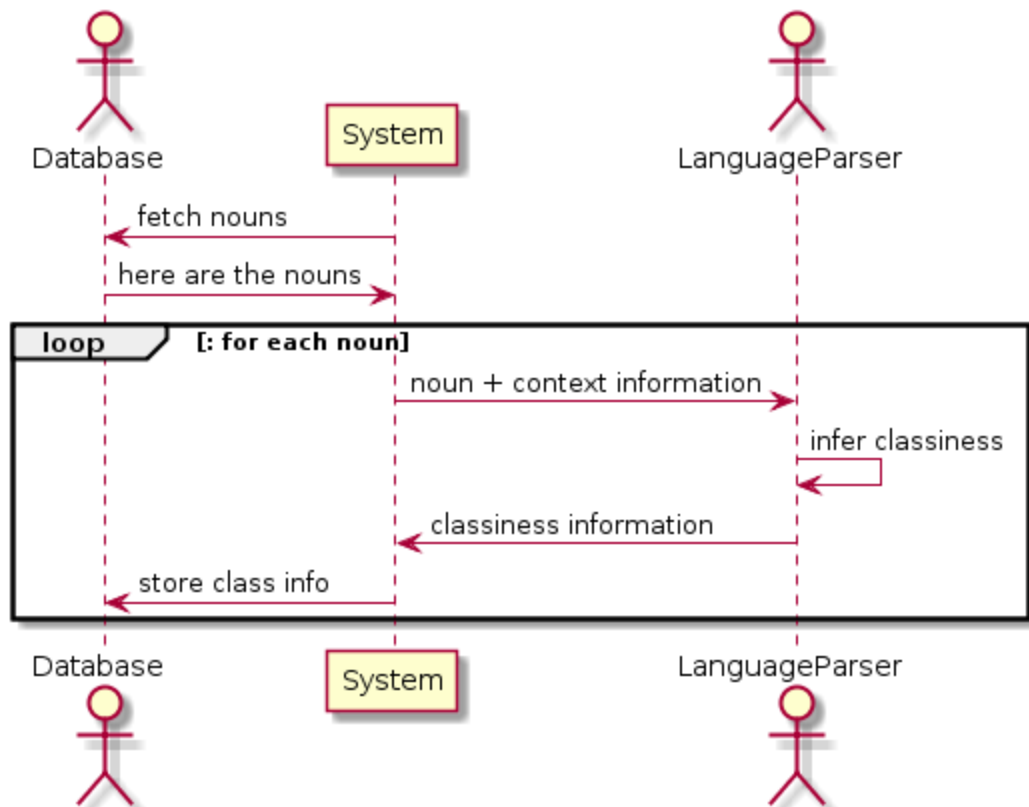 Database
System
LanguageParser
fetch nouns
here are the nouns
loop [: for each noun]
noun + context information
infer classiness
classiness information
store class info
Database
System
LanguageParser